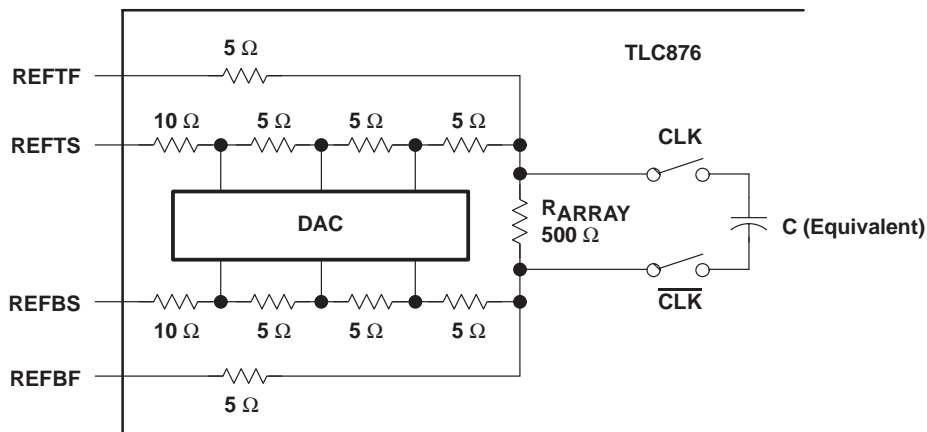 TLC876
5 Ω
REFTF
10 Ω 5 Ω 5 Ω 5 Ω
REFTS
CLK
DAC
RARRAY
500 Ω
C (Equivalent)
CLK
REFBS
10 Ω 5 Ω 5 Ω 5 Ω
REFBF
5 Ω